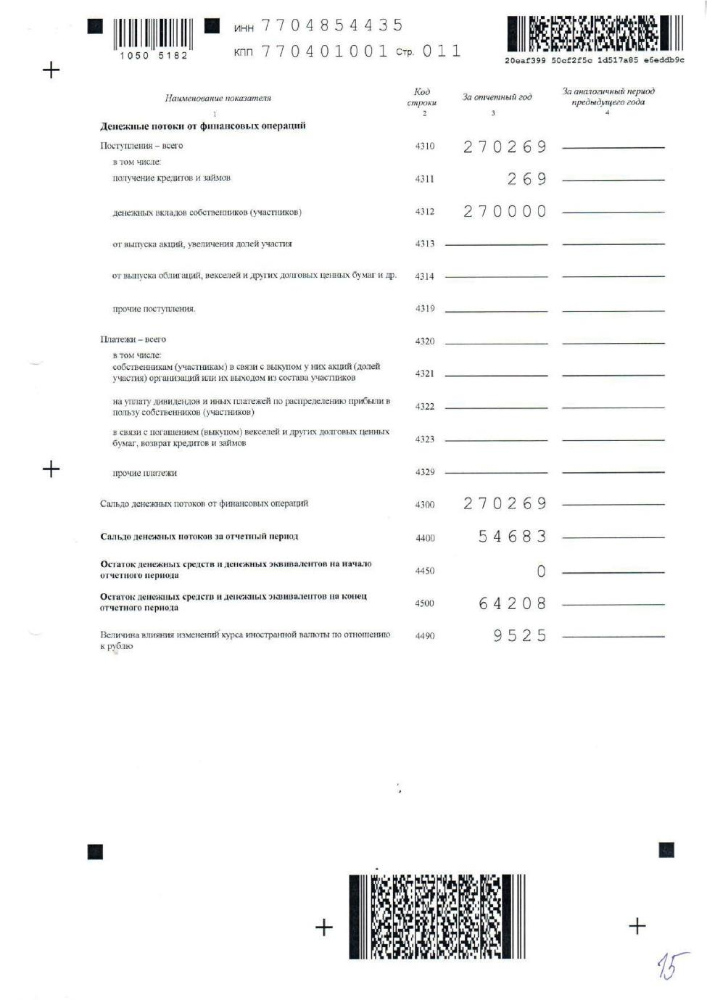 ИНН 7704854435
1050 5182
КПП 770401001 Стр. 011
20eaf399 50cf2f5c 1d517a85 e6eddb9c
Наименование показателя Код строки За отчетный год За аналогичный период предыдущего года
1 2 3 4
Денежные потоки от финансовых операций
Поступления – всего 4310 270269
в том числе:
получение кредитов и займов 4311 269
денежных вкладов собственников (участников) 4312 270000
от выпуска акций, увеличения долей участия 4313
от выпуска облигаций, векселей и других долговых ценных бумаг и др. 4314
прочие поступления. 4319
Платежи – всего 4320
в том числе:
собственникам (участникам) в связи с выкупом у них акций (долей
участия) организаций или их выходом из состава участников 4321
на уплату дивидендов и иных платежей по распределению прибыли в
пользу собственников (участников) 4322
в связи с погашением (выкупом) векселей и других долговых ценных
бумаг, возврат кредитов и займов 4323
прочие платежи 4329
Сальдо денежных потоков от финансовых операций 4300 270269
Сальдо денежных потоков за отчетный период 4400 54683
Остаток денежных средств и денежных эквивалентов на начало
отчетного периода 4450 0
Остаток денежных средств и денежных эквивалентов на конец
отчетного периода 4500 64208
Величина влияния изменений курса иностранной валюты по отношению
к рублю 4490 9525
15